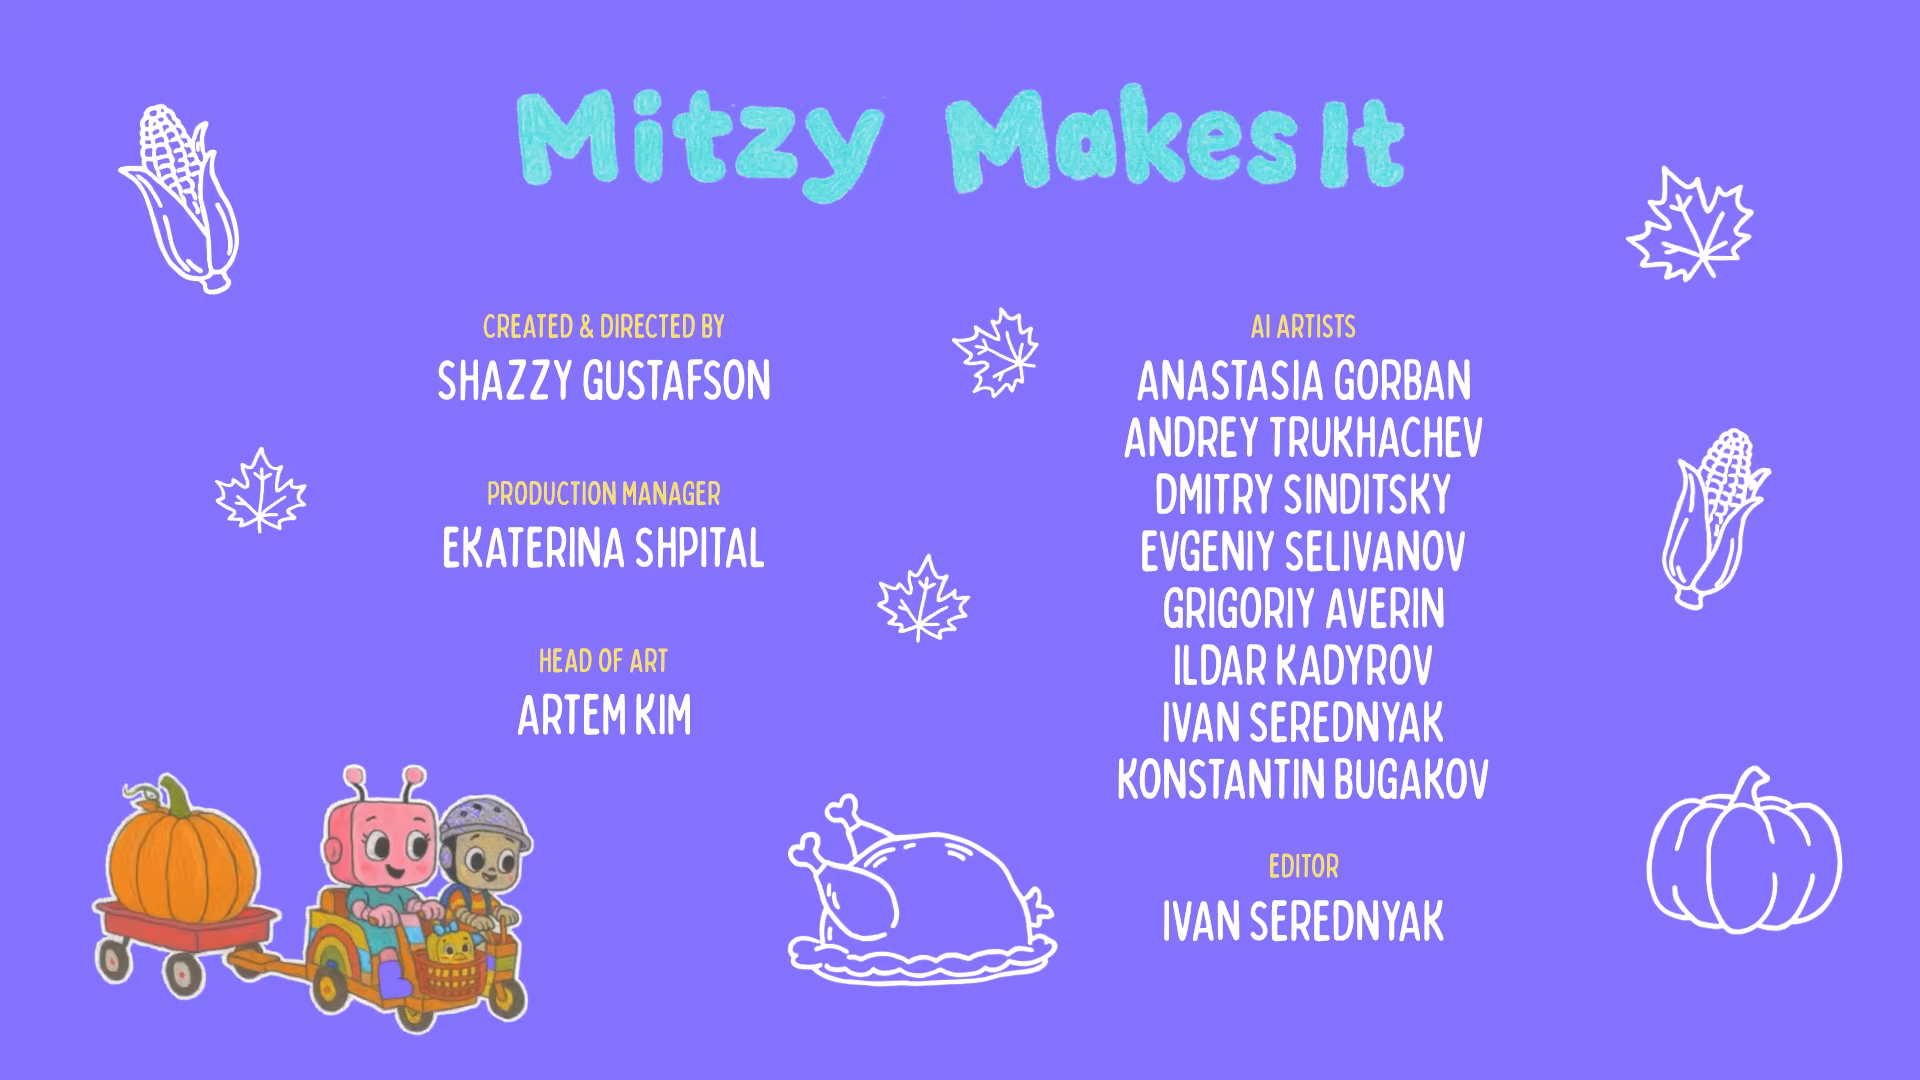 Mitzy Makes It
CREATED & DIRECTED BY
SHAZZY GUSTAFSON
PRODUCTION MANAGER
EKATERINA SHPITAL
HEAD OF ART
ARTEM KIM
AI ARTISTS
ANASTASIA GORBAN
ANDREY TRUKHACHEV
DMITRY SINDITSKY
EVGENIY SELIVANOV
GRIGORIY AVERIN
ILDAR KADYROV
IVAN SEREDNYAK
KONSTANTIN BUGAKOV
EDITOR
IVAN SEREDNYAK